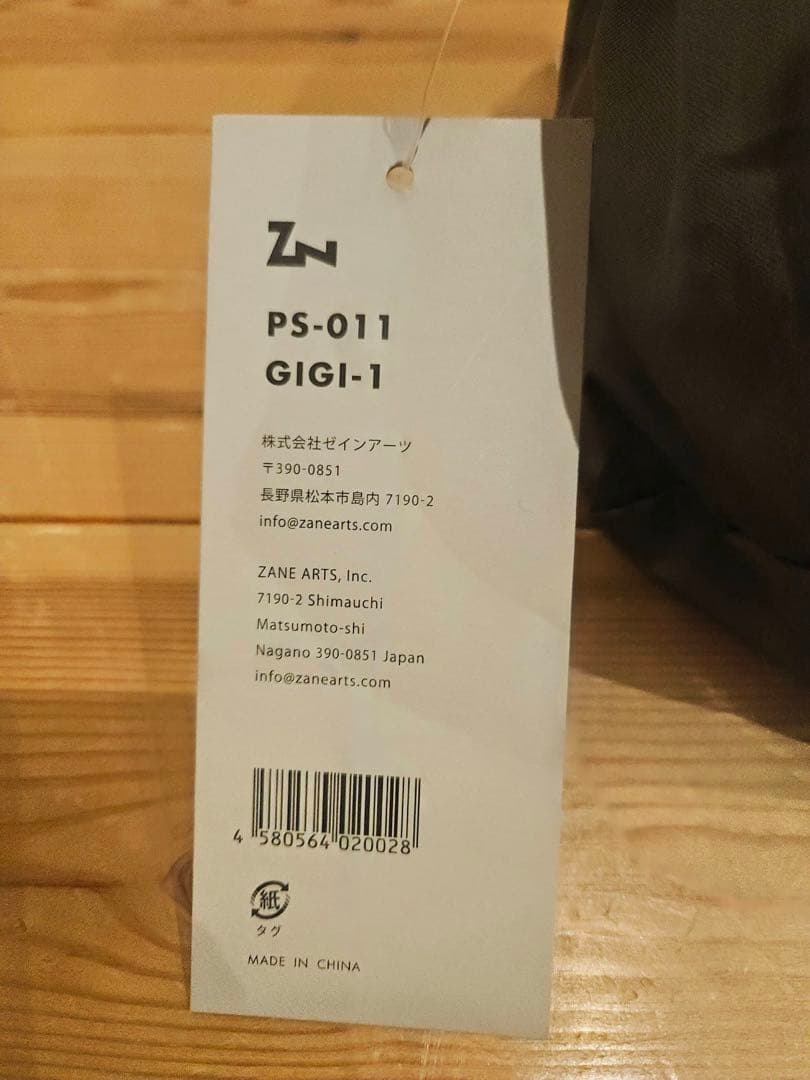 ZN
PS-011
GIGI-1
株式会社ゼインアーツ
〒390-0851
長野県松本市島内 7190-2
info@zanearts.com
ZANE ARTS, Inc.
7190-2 Shimauchi
Matsumoto-shi
Nagano 390-0851 Japan
info@zanearts.com
4 580564 020028
紙
タグ
MADE IN CHINA